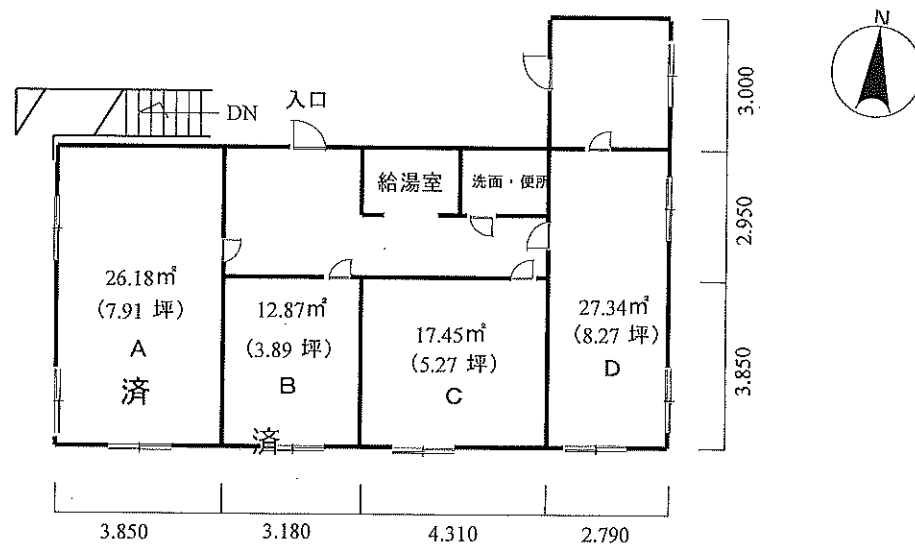 N
入口
DN
3.000
給湯室
洗面・便所
2.950
26.18㎡
(7.91 坪)
A
済
12.87㎡
(3.89 坪)
B
済
17.45㎡
(5.27 坪)
C
27.34㎡
(8.27 坪)
D
3.850
3.850
3.180
4.310
2.790